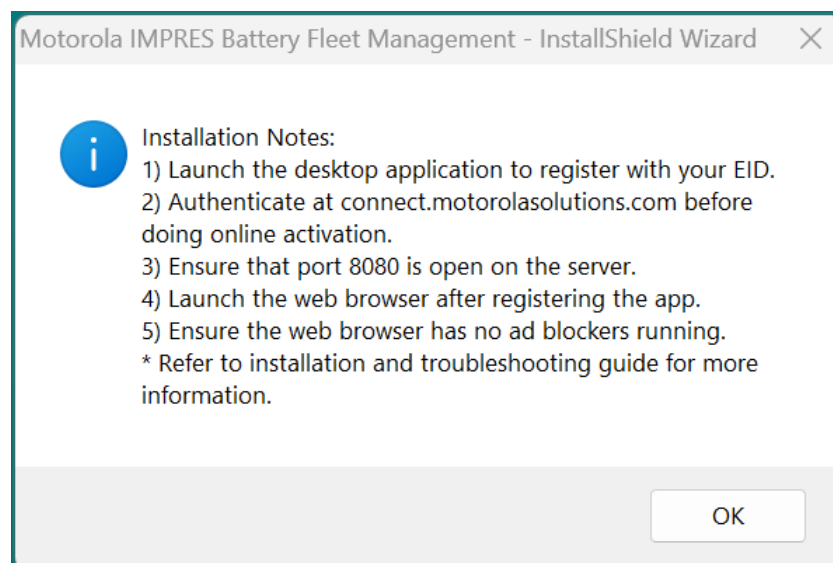 Motorola IMPRES Battery Fleet Management - InstallShield Wizard
Installation Notes:
1) Launch the desktop application to register with your EID.
2) Authenticate at connect.motorolasolutions.com before
doing online activation.
3) Ensure that port 8080 is open on the server.
4) Launch the web browser after registering the app.
5) Ensure the web browser has no ad blockers running.
* Refer to installation and troubleshooting guide for more
information.
OK